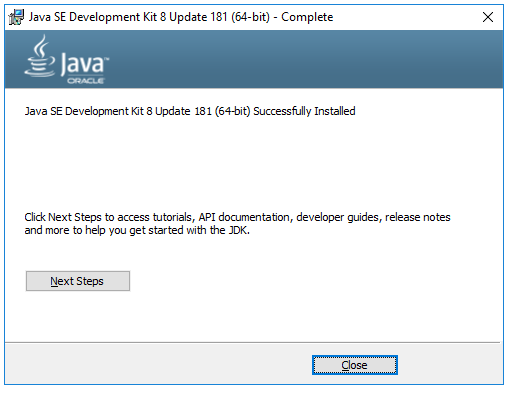 Java SE Development Kit 8 Update 181 (64-bit) - Complete
Java™
ORACLE
Java SE Development Kit 8 Update 181 (64-bit) Successfully Installed
Click Next Steps to access tutorials, API documentation, developer guides, release notes
and more to help you get started with the JDK.
Next Steps
Close